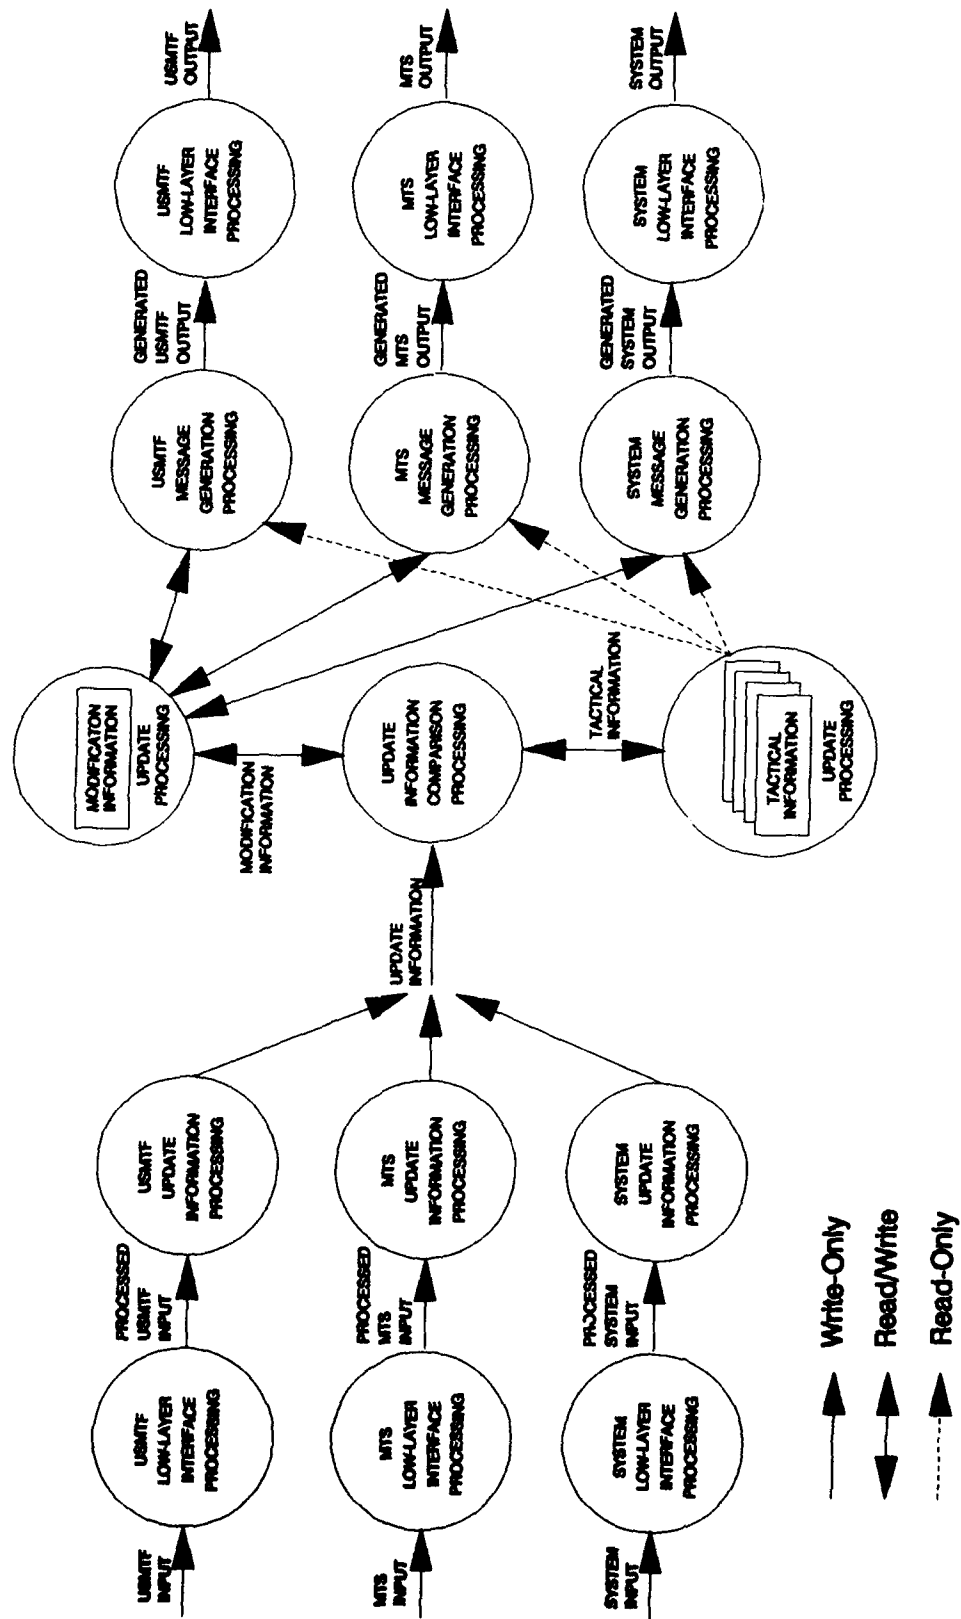 USMTF
INPUT
USMTF
LOW-LAYER
INTERFACE
PROCESSING
PROCESSED
USMTF
INPUT
USMTF
UPDATE
INFORMATION
PROCESSING
MTS
INPUT
MTS
LOW-LAYER
INTERFACE
PROCESSING
PROCESSED
MTS
INPUT
MTS
UPDATE
INFORMATION
PROCESSING
SYSTEM
INPUT
SYSTEM
LOW-LAYER
INTERFACE
PROCESSING
PROCESSED
SYSTEM
INPUT
SYSTEM
UPDATE
INFORMATION
PROCESSING
UPDATE
INFORMATION
MODIFICATON
INFORMATION
UPDATE
PROCESSING
MODIFICATION
INFORMATION
UPDATE
INFORMATION
COMPARISON
PROCESSING
TACTICAL
INFORMATION
TACTICAL
INFORMATION
UPDATE
PROCESSING
USMTF
MESSAGE
GENERATION
PROCESSING
GENERATED
USMTF
OUTPUT
USMTF
LOW-LAYER
INTERFACE
PROCESSING
USMTF
OUTPUT
MTS
MESSAGE
GENERATION
PROCESSING
GENERATED
MTS
OUTPUT
MTS
LOW-LAYER
INTERFACE
PROCESSING
MTS
OUTPUT
SYSTEM
MESSAGE
GENERATION
PROCESSING
GENERATED
SYSTEM
OUTPUT
SYSTEM
LOW-LAYER
INTERFACE
PROCESSING
SYSTEM
OUTPUT
Write-Only
Read/Write
Read-Only